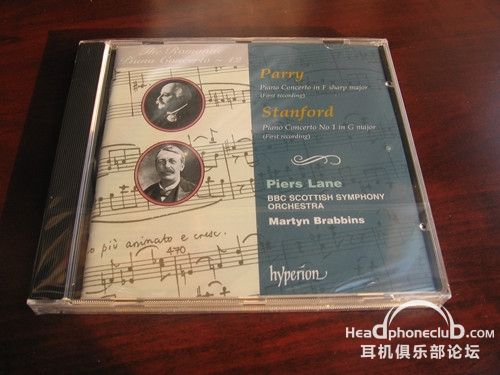 The Romantic
Piano Concerto - 12
Parry
Piano Concerto in F sharp major
(First recording)
Stanford
Piano Concerto No 1 in G major
(First recording)
Piers Lane
BBC SCOTTISH SYMPHONY
ORCHESTRA
Martyn Brabbins
più animato e cresc.
470
hyperion
HeadphoneClub.com
耳机俱乐部论坛